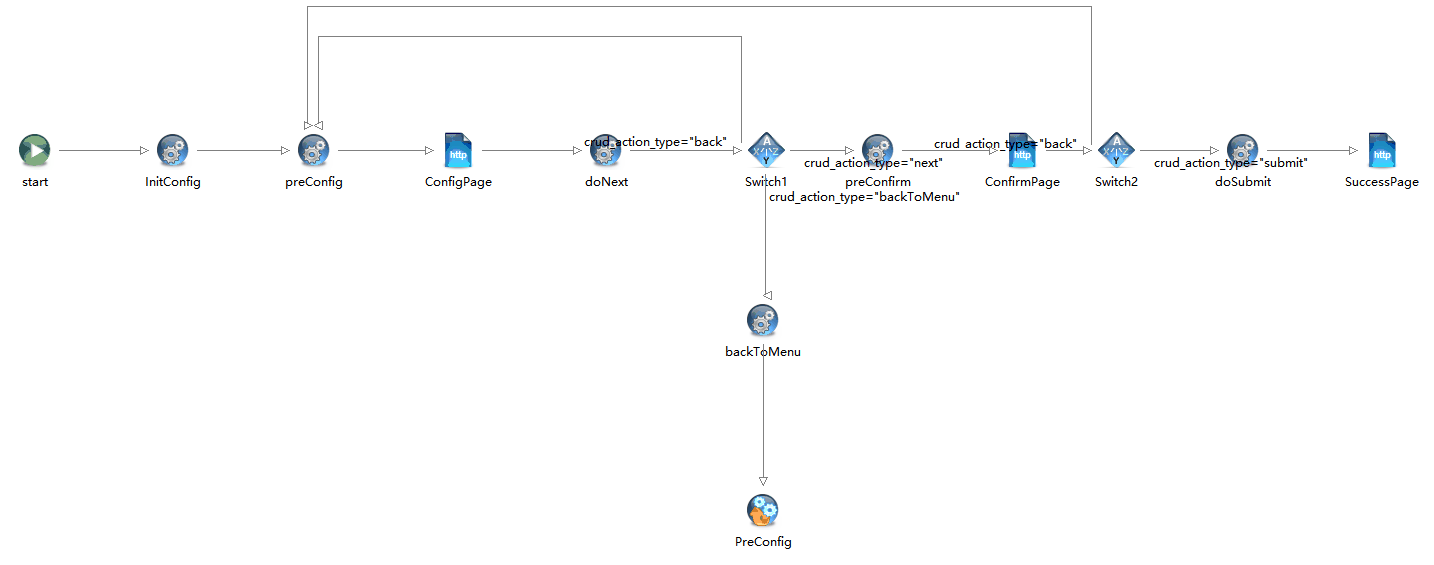 crud_action_type="back"
crud_action_type="back"
http
http
http
A
X Y Z
Y
A
X Y Z
Y
crud_action_type="next"
crud_action_type="submit"
start
InitConfig
preConfig
ConfigPage
doNext
Switch1
preConfirm
ConfirmPage
Switch2
doSubmit
SuccessPage
crud_action_type="backToMenu"
backToMenu
PreConfig